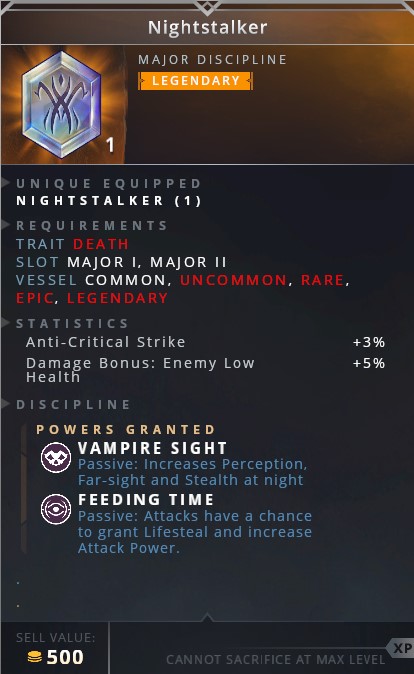 Nightstalker
MAJOR DISCIPLINE
LEGENDARY
1
UNIQUE EQUIPPED
NIGHTSTALKER (1)
REQUIREMENTS
TRAIT DEATH
SLOT MAJOR I, MAJOR II
VESSEL COMMON, UNCOMMON, RARE,
EPIC, LEGENDARY
STATISTICS
Anti-Critical Strike +3%
Damage Bonus: Enemy Low +5%
Health
DISCIPLINE
POWERS GRANTED
VAMPIRE SIGHT
Passive: Increases Perception,
Far-sight and Stealth at night
FEEDING TIME
Passive: Attacks have a chance
to grant Lifesteal and increase
Attack Power.
.
.
SELL VALUE:
500
CANNOT SACRIFICE AT MAX LEVEL
XP